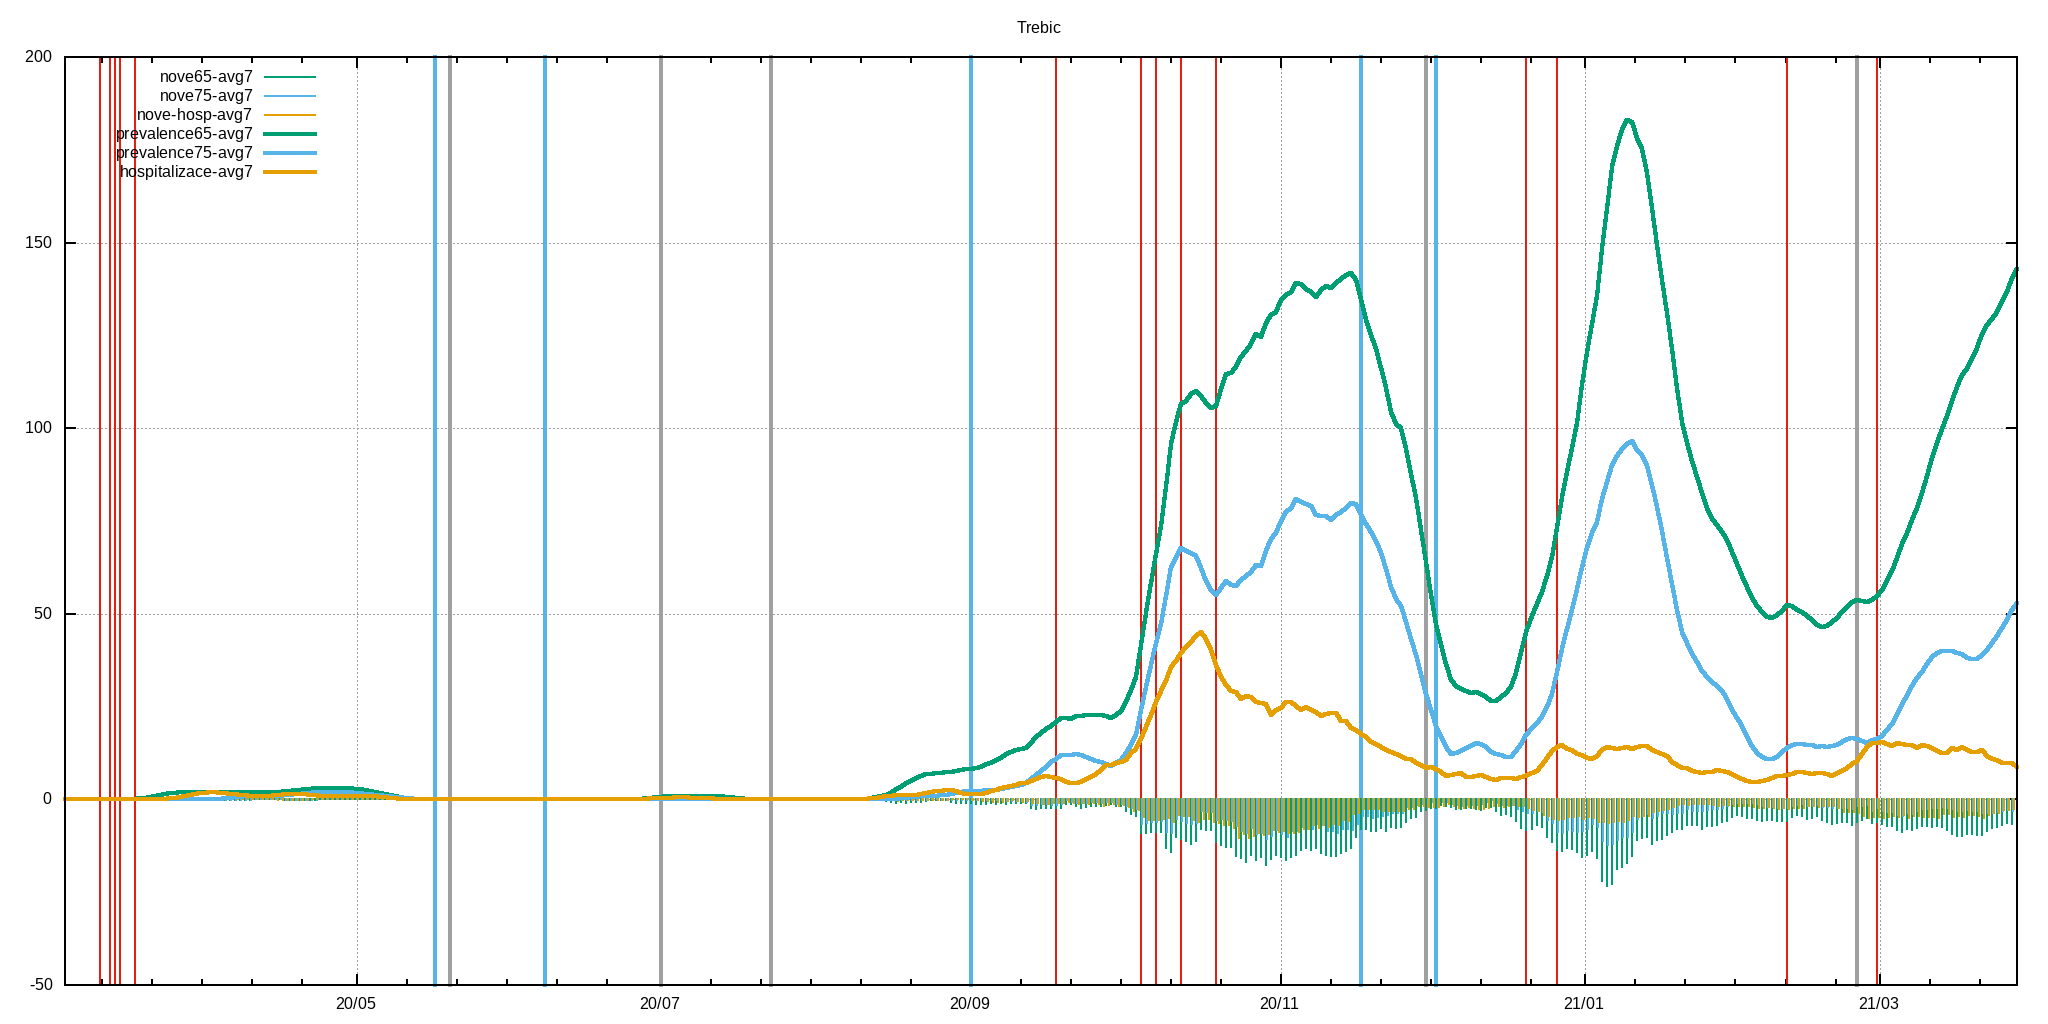 Trebic
200
nove65-avg7
nove75-avg7
nove-hosp-avg7
prevalence65-avg7
prevalence75-avg7
hospitalizace-avg7
150
100
50
0
-50
20/05 20/07 20/09 20/11 21/01 21/03